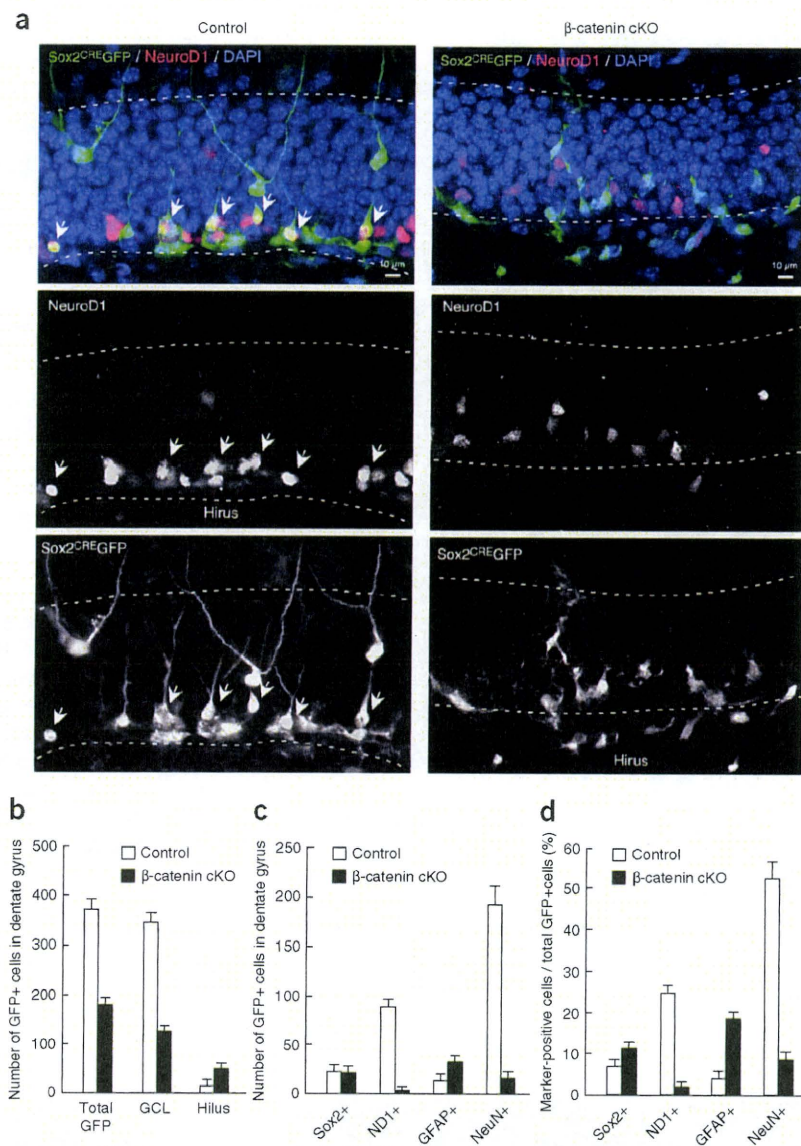 a
Control
β-catenin cKO
Sox2CREGFP / NeuroD1 / DAPI
Sox2CREGFP / NeuroD1 / DAPI
10 µm
10 µm
NeuroD1
NeuroD1
Hirus
Sox2CREGFP
Sox2CREGFP
Hirus
b
Control
β-catenin cKO
Number of GFP+ cells in dentate gyrus
500
400
300
200
100
0
Total GFP
GCL
Hilus
c
Control
β-catenin cKO
Number of GFP+ cells in dentate gyrus
250
200
150
100
50
0
Sox2+
ND1+
GFAP+
NeuN+
d
Control
β-catenin cKO
Marker-positive cells / total GFP+cells (%)
60
50
40
30
20
10
0
Sox2+
ND1+
GFAP+
NeuN+